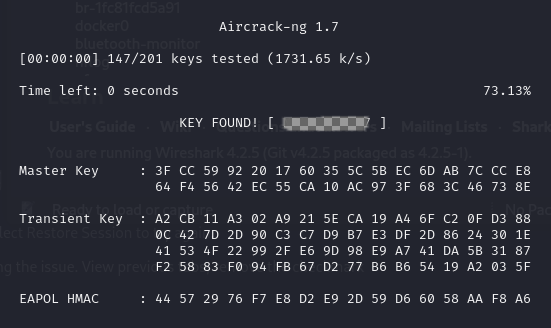 br-1fc81fcd5a91
docker0
bluetooth-monitor
Aircrack-ng 1.7
[00:00:00] 147/201 keys tested (1731.65 k/s)
Time left: 0 seconds 73.13%
KEY FOUND! [ ]
User's Guide · Mailing Lists ·
You are running Wireshark 4.2.5 (Git v4.2.5 packaged as 4.2.5-1).
Master Key : 3F CC 59 92 20 17 60 35 5C 5B EC 6D AB 7C CC E8
64 F4 56 42 EC 55 CA 10 AC 97 3F 68 3C 46 73 8E
Ready to load or capture
Transient Key : A2 CB 11 A3 02 A9 21 5E CA 19 A4 6F C2 0F D3 88
0C 42 7D 2D 90 C3 C7 D9 B7 E3 DF 2D 86 24 30 1E
Restore Session to
41 53 4F 22 99 2F E6 9D 98 E9 A7 41 DA 5B 31 87
the issue. View
F2 58 83 F0 94 FB 67 D2 77 B6 B6 54 19 A2 03 5F
EAPOL HMAC : 44 57 29 76 F7 E8 D2 E9 2D 59 D6 60 58 AA F8 A6